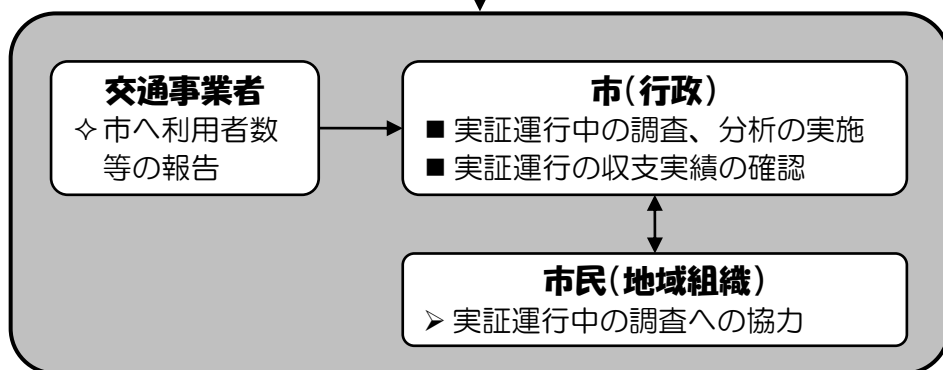 交通事業者
✧市へ利用者数
等の報告
市(行政)
■ 実証運行中の調査、分析の実施
■ 実証運行の収支実績の確認
市民(地域組織)
➢ 実証運行中の調査への協力